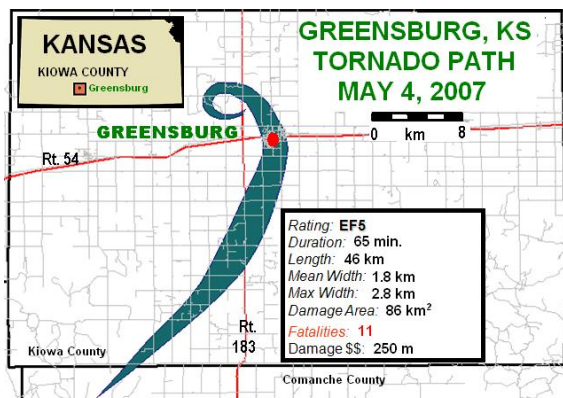 KANSAS
KIOWA COUNTY
Greensburg
GREENSBURG, KS
TORNADO PATH
MAY 4, 2007
0 km 8
GREENSBURG
Rt. 54
Rating: EF5
Duration: 65 min.
Length: 46 km
Mean Width: 1.8 km
Max Width: 2.8 km
Damage Area: 86 km²
Fatalities: 11
Damage $$: 250 m
Rt.
183
Kiowa County
Comanche County